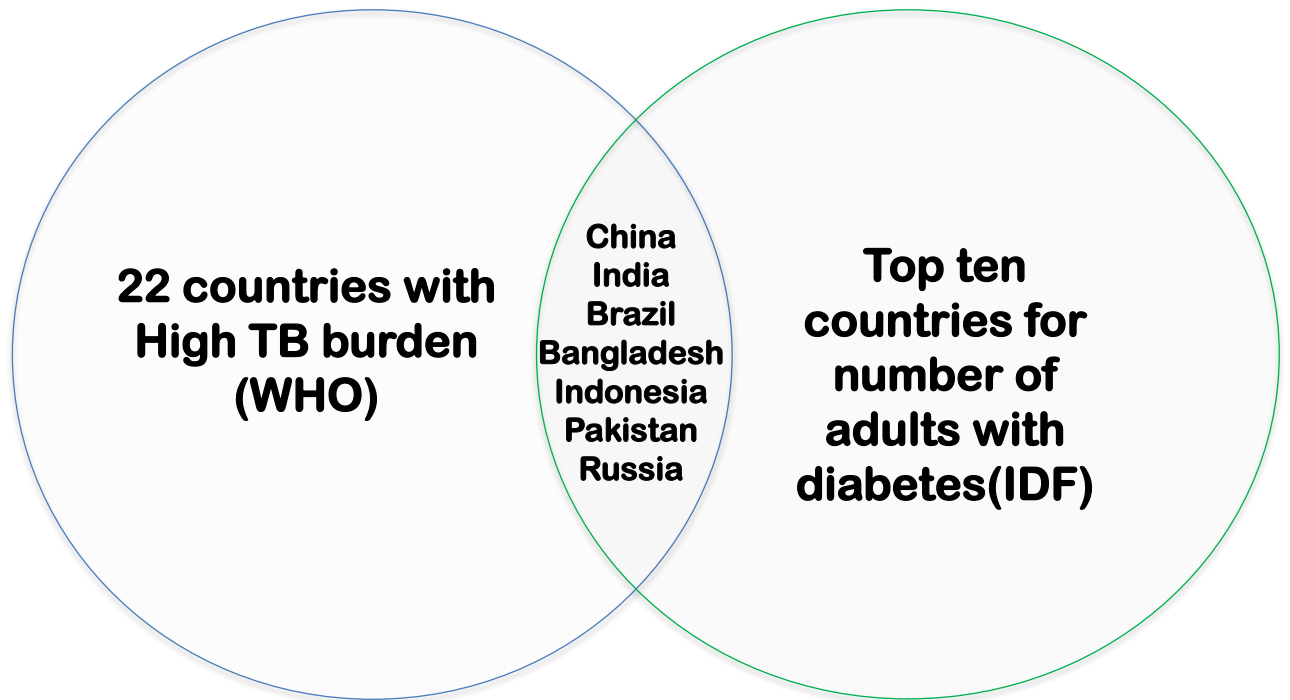 22 countries with
High TB burden
(WHO)
China
India
Brazil
Bangladesh
Indonesia
Pakistan
Russia
Top ten
countries for
number of
adults with
diabetes(IDF)